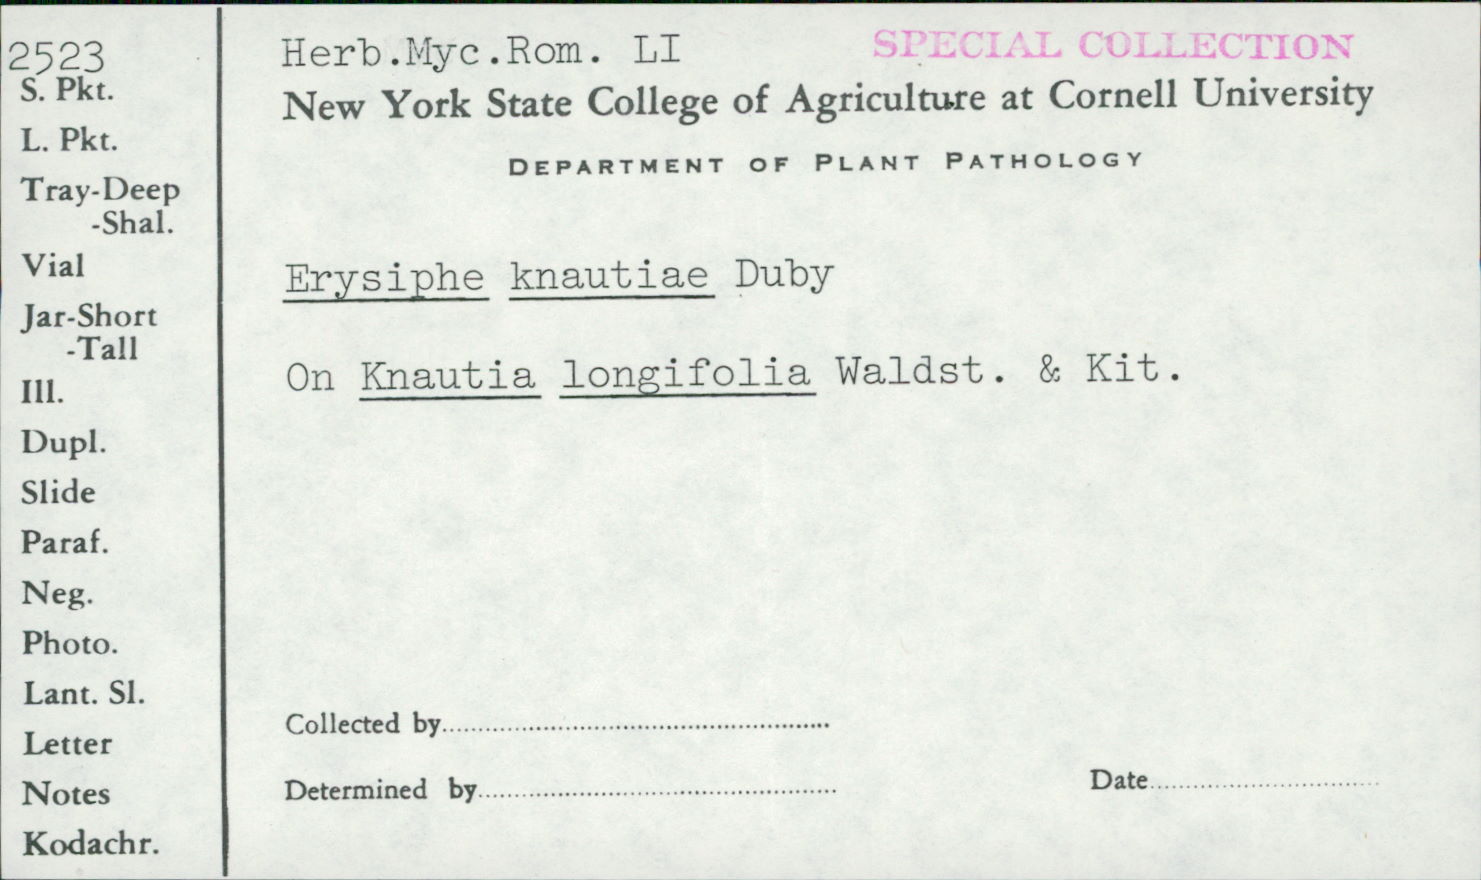 2523
S. Pkt.
L. Pkt.
Tray-Deep
-Shal.
Vial
Jar-Short
-Tall
Ill.
Dupl.
Slide
Paraf.
Neg.
Photo.
Lant. Sl.
Letter
Notes
Kodachr.
Herb.Myc.Rom. LI
SPECIAL COLLECTION
New York State College of Agriculture at Cornell University
DEPARTMENT OF PLANT PATHOLOGY
Erysiphe knautiae Duby
On Knautia longifolia Waldst. & Kit.
Collected by
Determined by
Date